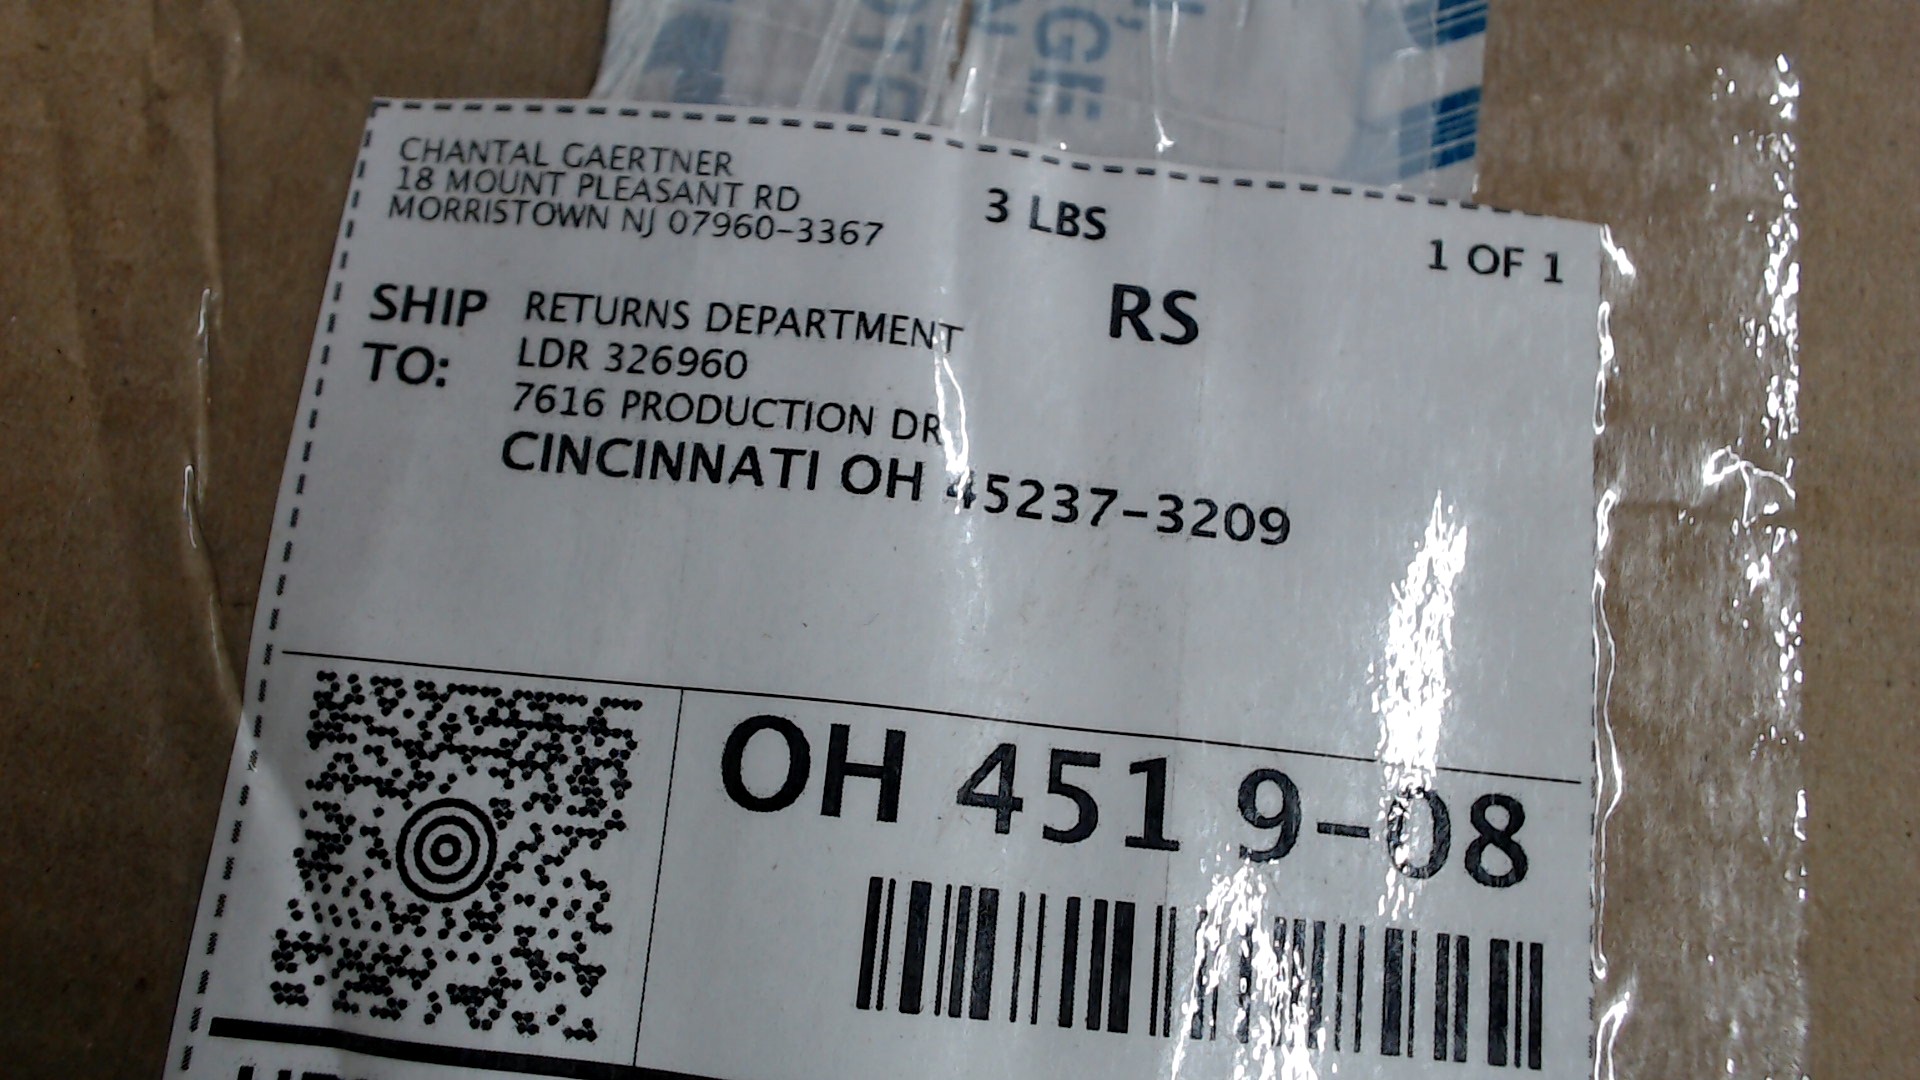 GE
CHANTAL GAERTNER
18 MOUNT PLEASANT RD
MORRISTOWN NJ 07960-3367
3 LBS
1 OF 1
SHIP TO:
RETURNS DEPARTMENT
LDR 326960
7616 PRODUCTION DR
CINCINNATI OH 45237-3209
RS
OH 451 9-08